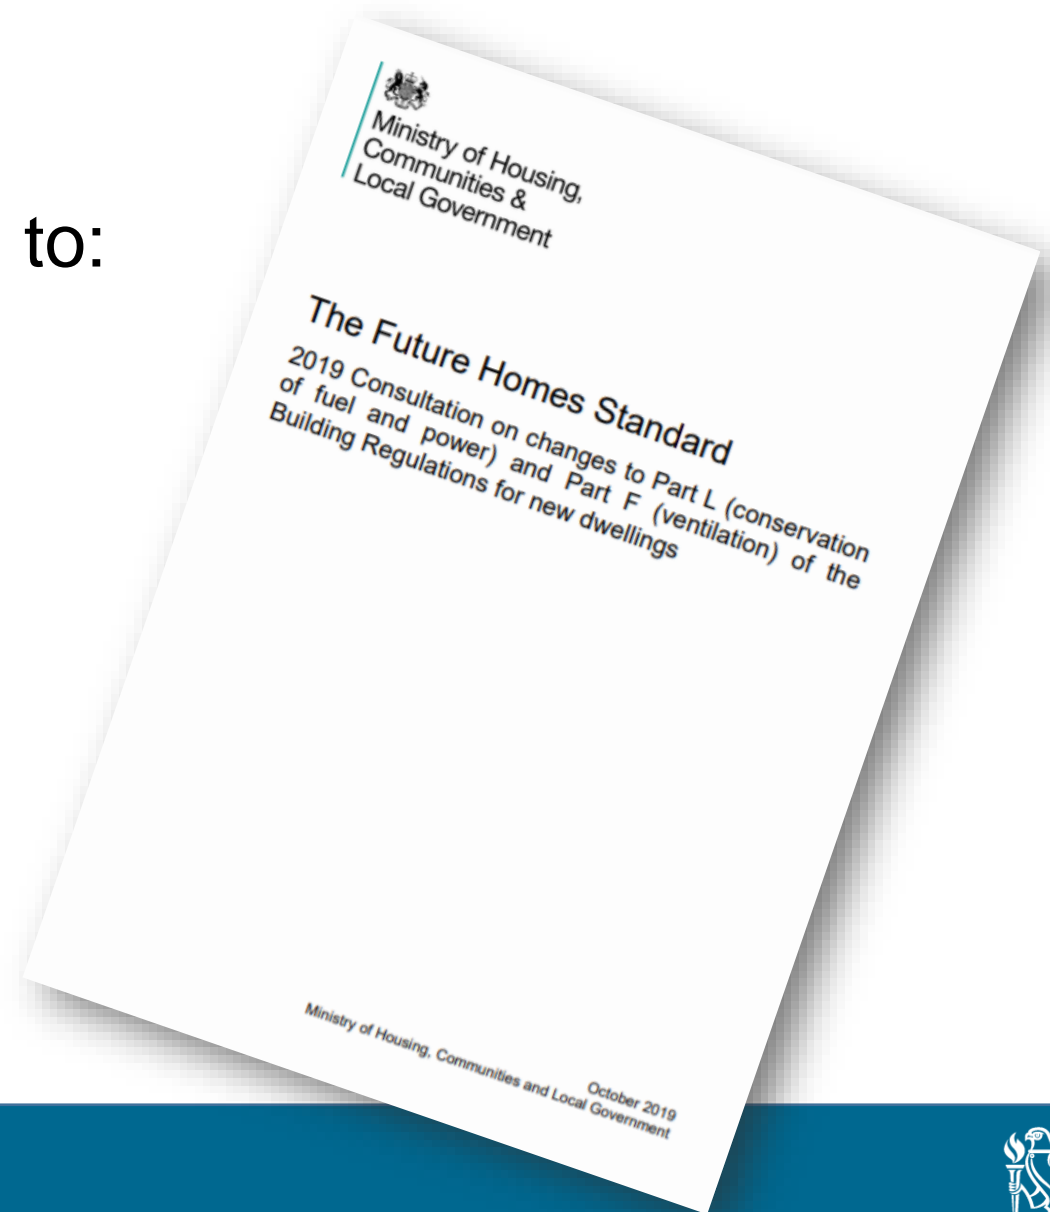 to:
Ministry of Housing,
Communities &
Local Government
The Future Homes Standard
2019 Consultation on changes to Part L (conservation
of fuel and power) and Part F (ventilation) of the
Building Regulations for new dwellings
October 2019
Ministry of Housing, Communities and Local Government